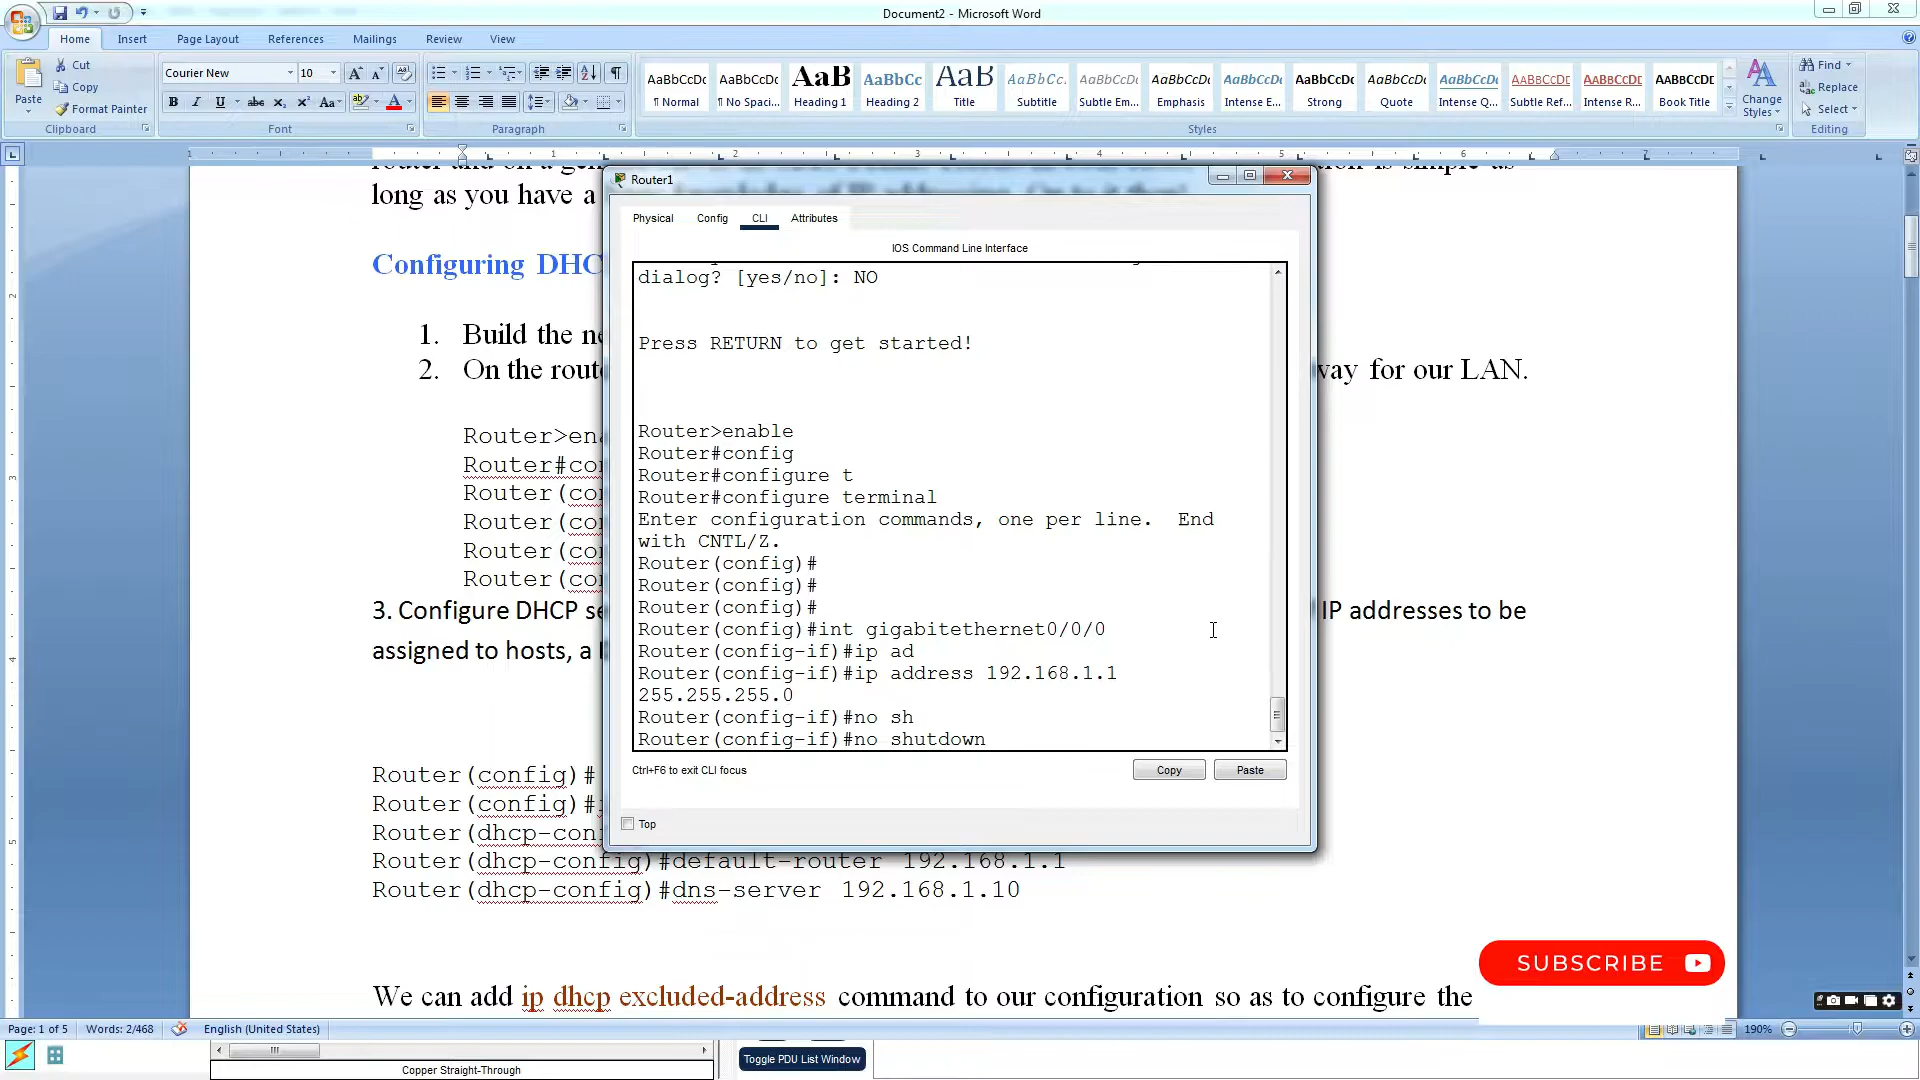 Document2 - Microsoft Word
Home Insert Page Layout References Mailings Review View
Paste
Cut
Copy
Format Painter
Clipboard
Courier New 10
Font
Paragraph
AaBbCcDc AaBbCcDc AaB AaBbCc AaB AaBbCc. AaBbCcDc AaBbCcDc AaBbCcDc AaBbCcDc AaBbCcDc AaBbCcDc AaBbCcDc AaBbCcDc AaBbCcDc
¶ Normal ¶ No Spaci... Heading 1 Heading 2 Title Subtitle Subtle Em... Emphasis Intense E... Strong Quote Intense Q... Subtle Ref... Intense R... Book Title
Change Styles
Styles
Find
Replace
Select
Editing
long as you have a
Configuring DHC
1. Build the ne
2. On the route
way for our LAN.
Router>ena
Router#con
Router(con
Router(con
Router(con
Router(con
3. Configure DHCP se
IP addresses to be
assigned to hosts, a
Router(config)#
Router(config)#
Router(dhcp-con
Router(dhcp-config)#default-router 192.168.1.1
Router(dhcp-config)#dns-server 192.168.1.10
We can add ip dhcp excluded-address command to our configuration so as to configure the
Router1
Physical Config CLI Attributes
IOS Command Line Interface
dialog? [yes/no]: NO
Press RETURN to get started!
Router>enable
Router#config
Router#configure t
Router#configure terminal
Enter configuration commands, one per line. End
with CNTL/Z.
Router(config)#
Router(config)#
Router(config)#
Router(config)#int gigabitethernet0/0/0
Router(config-if)#ip ad
Router(config-if)#ip address 192.168.1.1
255.255.255.0
Router(config-if)#no sh
Router(config-if)#no shutdown
Ctrl+F6 to exit CLI focus
Copy Paste
Top
SUBSCRIBE
Page: 1 of 5 Words: 2/468 English (United States) 190%
Toggle PDU List Window
Copper Straight-Through